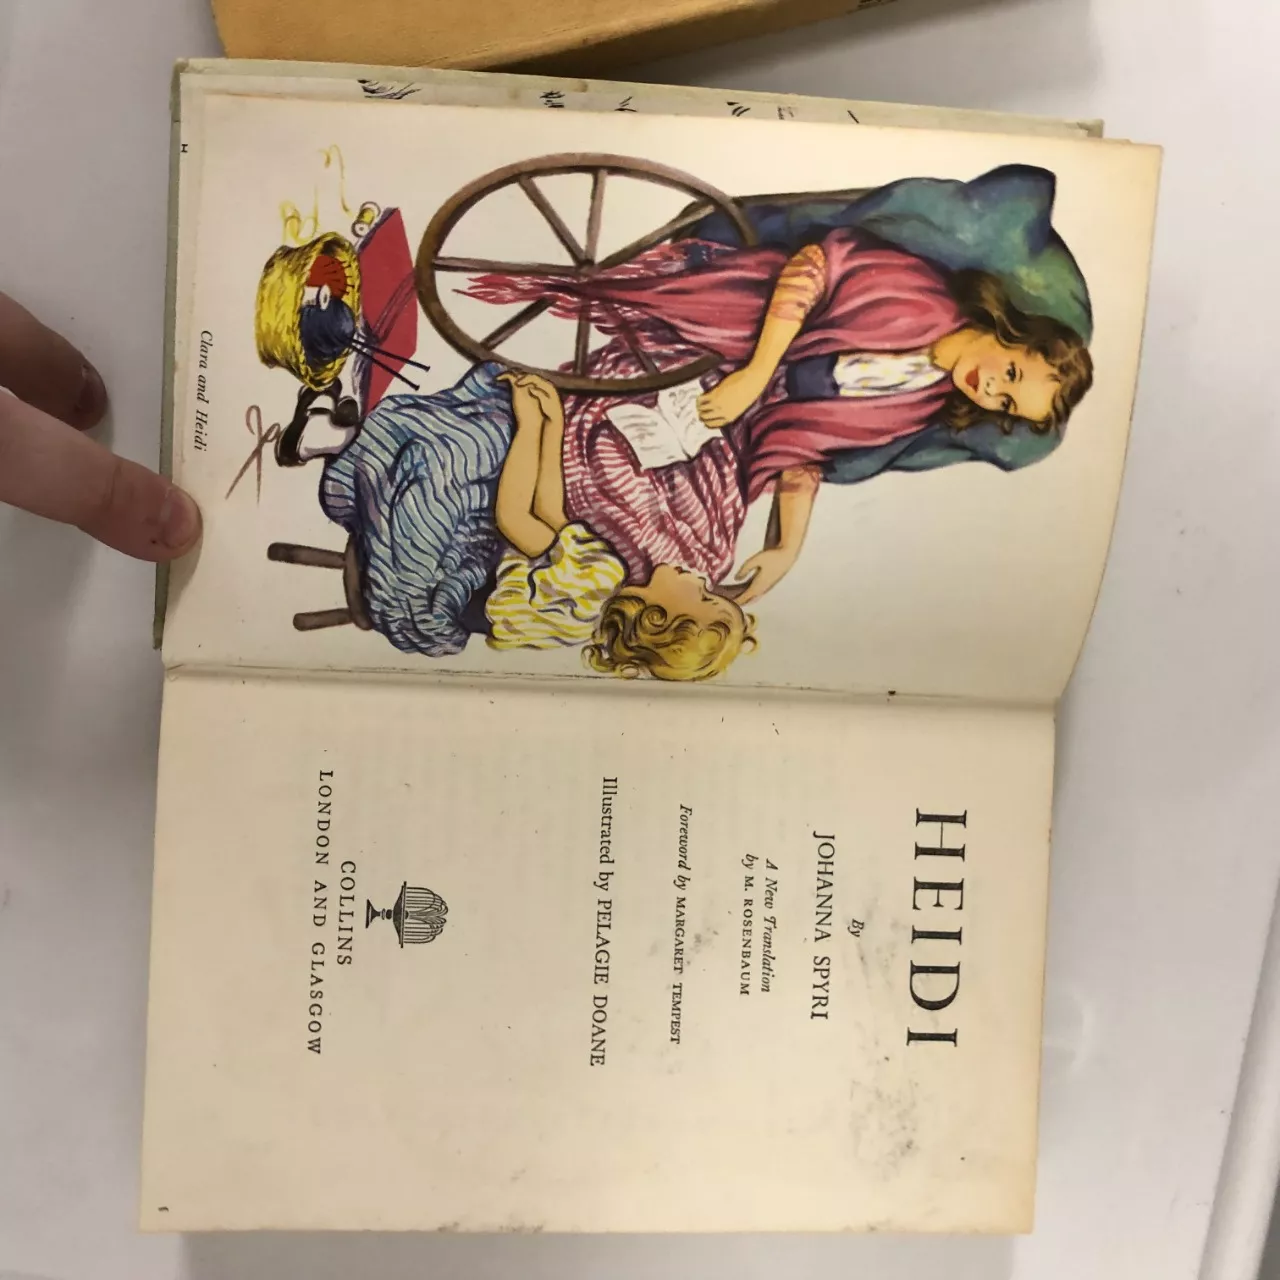 Clara and Heidi
HEIDI
By
JOHANNA SPYRI
A New Translation
by M. ROSENBAUM
Foreword by MARGARET TEMPEST
Illustrated by PELAGIE DOANE
COLLINS
LONDON AND GLASGOW